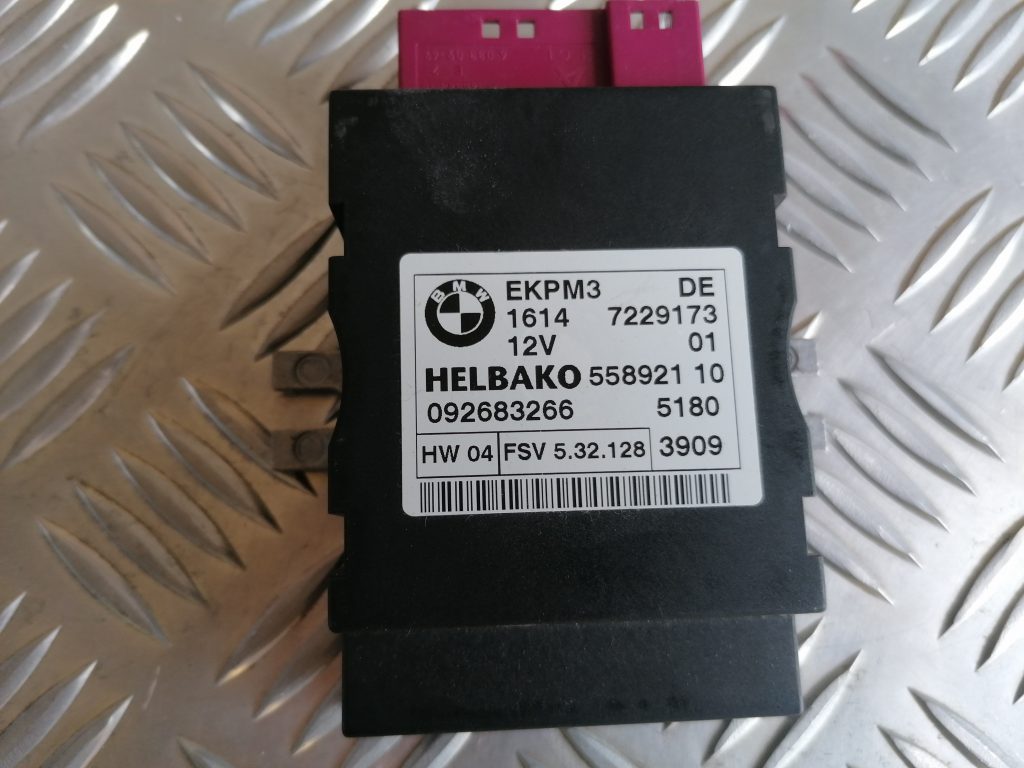 BMW
EKPM3 DE
1614 7229173
12V 01
HELBAKO 558921 10
092683266 5180
HW 04 FSV 5.32.128 3909